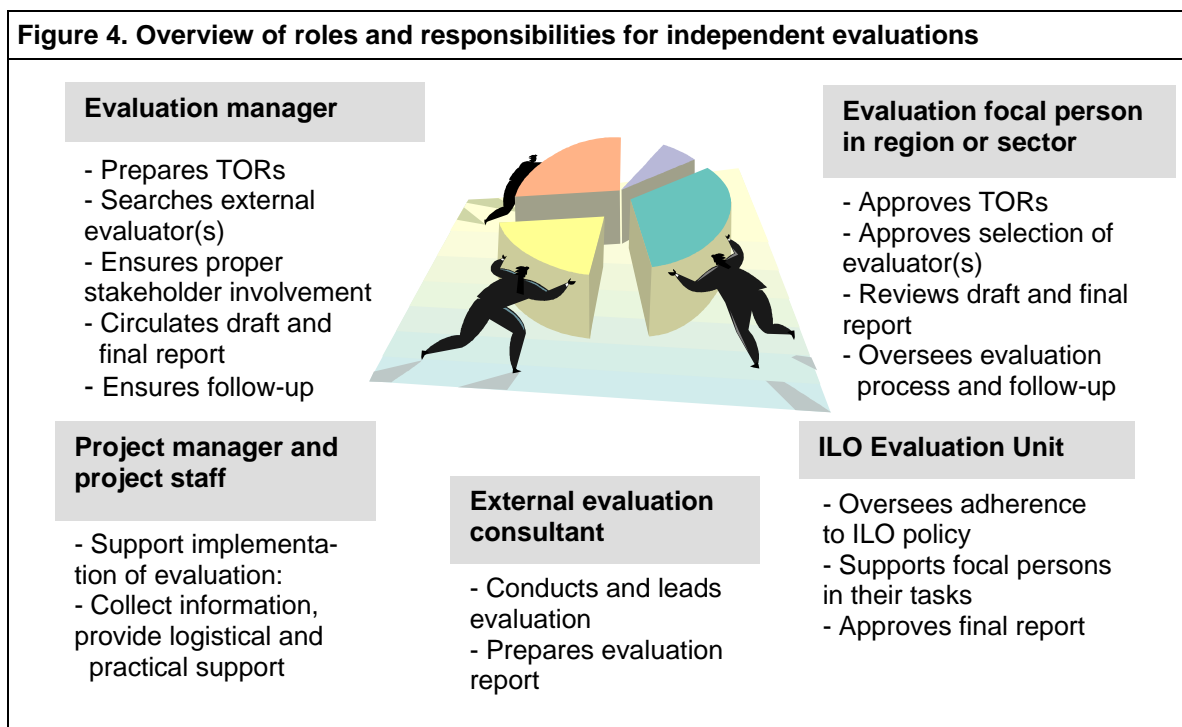 Figure 4. Overview of roles and responsibilities for independent evaluations
Evaluation manager
- Prepares TORs
- Searches external
evaluator(s)
- Ensures proper
stakeholder involvement
- Circulates draft and
final report
- Ensures follow-up
Evaluation focal person
in region or sector
- Approves TORs
- Approves selection of
evaluator(s)
- Reviews draft and final
report
- Oversees evaluation
process and follow-up
Project manager and
project staff
- Support implementa-
tion of evaluation:
- Collect information,
provide logistical and
practical support
External evaluation
consultant
- Conducts and leads
evaluation
- Prepares evaluation
report
ILO Evaluation Unit
- Oversees adherence
to ILO policy
- Supports focal persons
in their tasks
- Approves final report